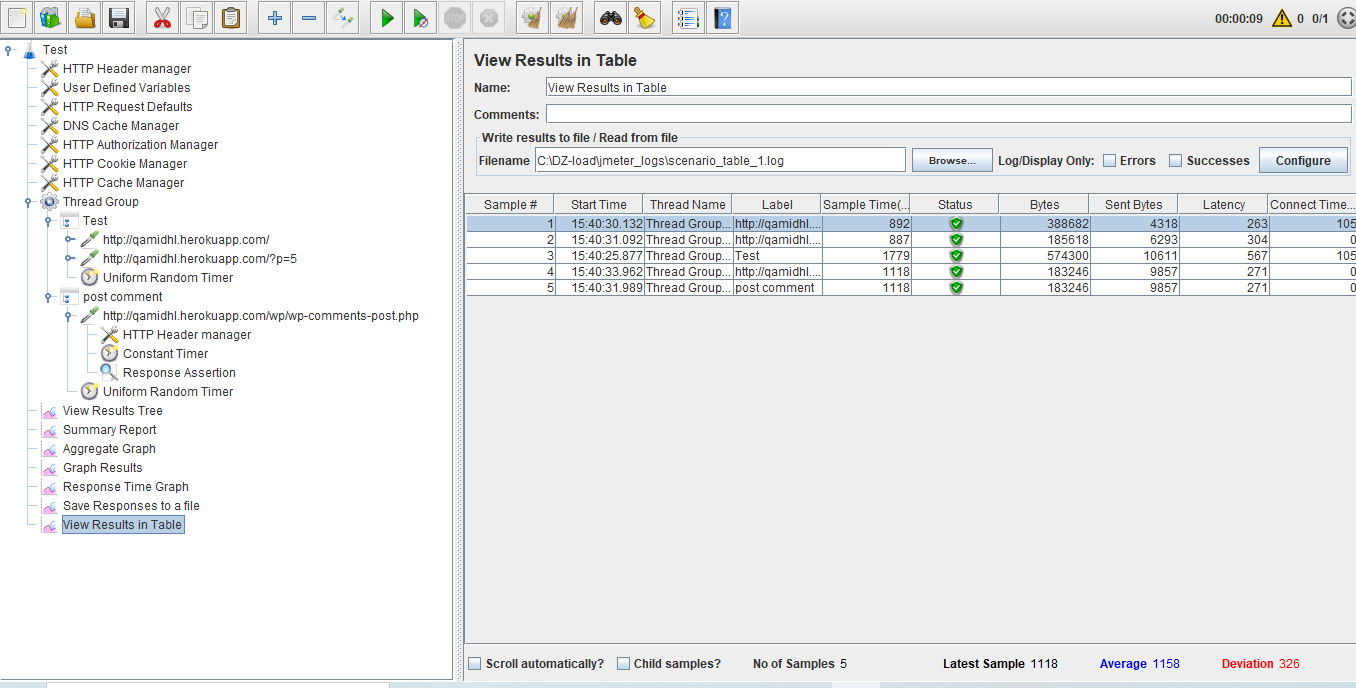 STOP
00:00:09 0 0/1
Test
HTTP Header manager
User Defined Variables
HTTP Request Defaults
DNS Cache Manager
HTTP Authorization Manager
HTTP Cookie Manager
HTTP Cache Manager
Thread Group
Test
http://qamidhl.herokuapp.com/
http://qamidhl.herokuapp.com/?p=5
Uniform Random Timer
post comment
http://qamidhl.herokuapp.com/wp/wp-comments-post.php
HTTP Header manager
Constant Timer
Response Assertion
Uniform Random Timer
View Results Tree
Summary Report
Aggregate Graph
Graph Results
Response Time Graph
Save Responses to a file
View Results in Table
View Results in Table
Name: View Results in Table
Comments:
Write results to file / Read from file
Filename C:\DZ-load\jmeter_logs\scenario_table_1.log Browse... Log/Display Only: Errors Successes Configure
Sample # Start Time Thread Name Label Sample Time(... Status Bytes Sent Bytes Latency Connect Time...
1 15:40:30.132 Thread Group... http://qamidhl.... 892 388682 4318 263 105
2 15:40:31.092 Thread Group... http://qamidhl.... 887 185618 6293 304 0
3 15:40:25.877 Thread Group... Test 1779 574300 10611 567 105
4 15:40:33.962 Thread Group... http://qamidhl.... 1118 183246 9857 271 0
5 15:40:31.989 Thread Group... post comment 1118 183246 9857 271 0
Scroll automatically? Child samples? No of Samples 5 Latest Sample 1118 Average 1158 Deviation 326